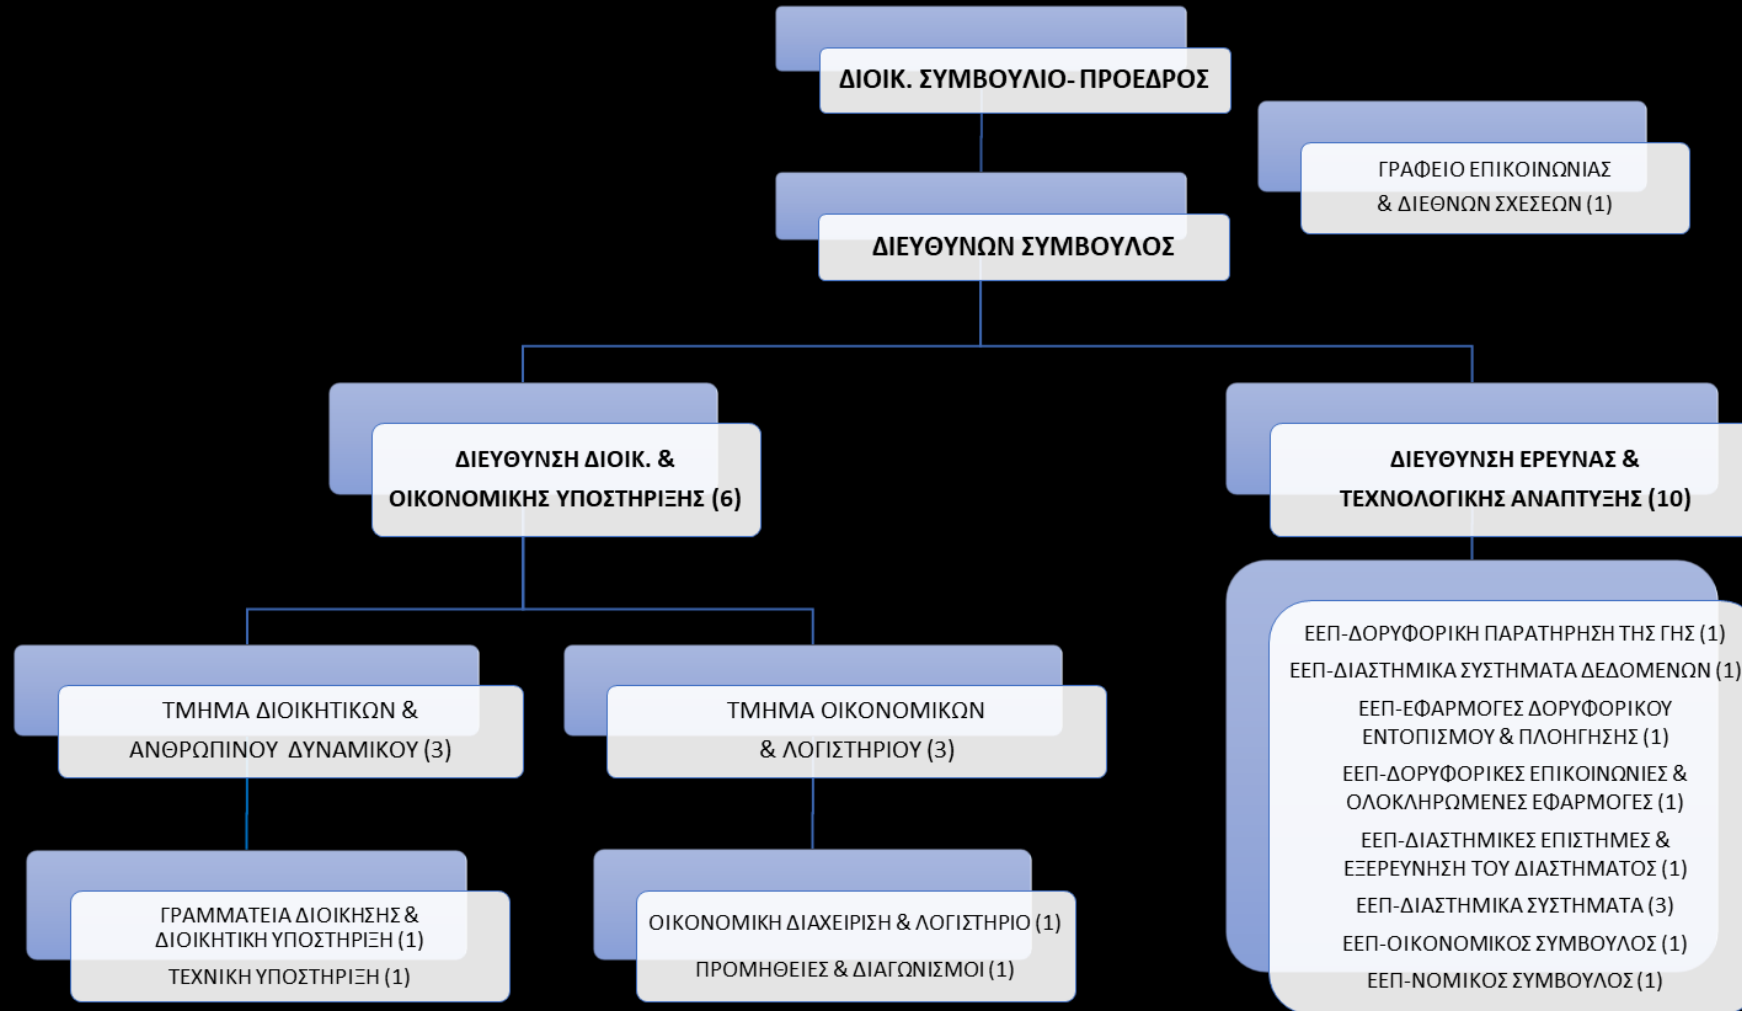 ΔΙΟΙΚ. ΣΥΜΒΟΥΛΙΟ- ΠΡΟΕΔΡΟΣ
ΓΡΑΦΕΙΟ ΕΠΙΚΟΙΝΩΝΙΑΣ
& ΔΙΕΘΝΩΝ ΣΧΕΣΕΩΝ (1)
ΔΙΕΥΘΥΝΩΝ ΣΥΜΒΟΥΛΟΣ
ΔΙΕΥΘΥΝΣΗ ΔΙΟΙΚ. &
ΟΙΚΟΝΟΜΙΚΗΣ ΥΠΟΣΤΗΡΙΞΗΣ (6)
ΔΙΕΥΘΥΝΣΗ ΕΡΕΥΝΑΣ &
ΤΕΧΝΟΛΟΓΙΚΗΣ ΑΝΑΠΤΥΞΗΣ (10)
ΤΜΗΜΑ ΔΙΟΙΚΗΤΙΚΩΝ &
ΑΝΘΡΩΠΙΝΟΥ ΔΥΝΑΜΙΚΟΥ (3)
ΤΜΗΜΑ ΟΙΚΟΝΟΜΙΚΩΝ
& ΛΟΓΙΣΤΗΡΙΟΥ (3)
ΓΡΑΜΜΑΤΕΙΑ ΔΙΟΙΚΗΣΗΣ &
ΔΙΟΙΚΗΤΙΚΗ ΥΠΟΣΤΗΡΙΞΗ (1)
ΤΕΧΝΙΚΗ ΥΠΟΣΤΗΡΙΞΗ (1)
ΟΙΚΟΝΟΜΙΚΗ ΔΙΑΧΕΙΡΙΣΗ & ΛΟΓΙΣΤΗΡΙΟ (1)
ΠΡΟΜΗΘΕΙΕΣ & ΔΙΑΓΩΝΙΣΜΟΙ (1)
ΕΕΠ-ΔΟΡΥΦΟΡΙΚΗ ΠΑΡΑΤΗΡΗΣΗ ΤΗΣ ΓΗΣ (1)
ΕΕΠ-ΔΙΑΣΤΗΜΙΚΑ ΣΥΣΤΗΜΑΤΑ ΔΕΔΟΜΕΝΩΝ (1)
ΕΕΠ-ΕΦΑΡΜΟΓΕΣ ΔΟΡΥΦΟΡΙΚΟΥ
ΕΝΤΟΠΙΣΜΟΥ & ΠΛΟΗΓΗΣΗΣ (1)
ΕΕΠ-ΔΟΡΥΦΟΡΙΚΕΣ ΕΠΙΚΟΙΝΩΝΙΕΣ &
ΟΛΟΚΛΗΡΩΜΕΝΕΣ ΕΦΑΡΜΟΓΕΣ (1)
ΕΕΠ-ΔΙΑΣΤΗΜΙΚΕΣ ΕΠΙΣΤΗΜΕΣ &
ΕΞΕΡΕΥΝΗΣΗ ΤΟΥ ΔΙΑΣΤΗΜΑΤΟΣ (1)
ΕΕΠ-ΔΙΑΣΤΗΜΙΚΑ ΣΥΣΤΗΜΑΤΑ (3)
ΕΕΠ-ΟΙΚΟΝΟΜΙΚΟΣ ΣΥΜΒΟΥΛΟΣ (1)
ΕΕΠ-ΝΟΜΙΚΟΣ ΣΥΜΒΟΥΛΟΣ (1)